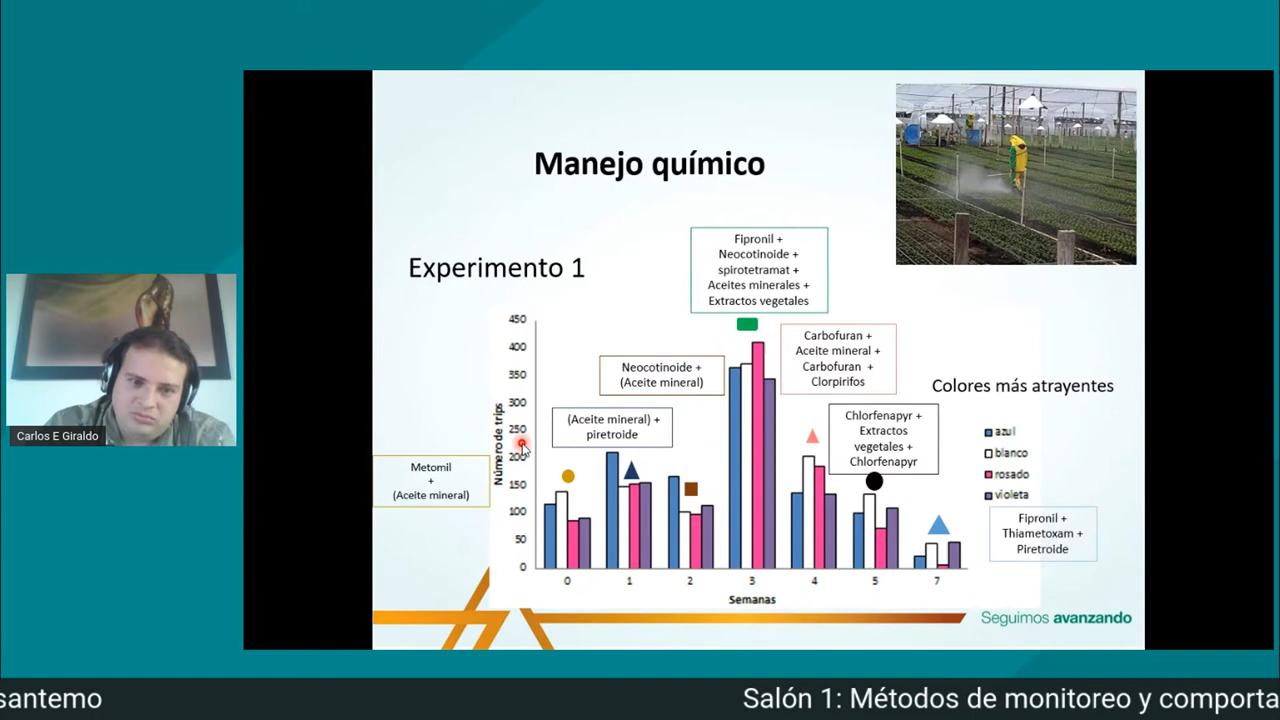 Manejo químico
Experimento 1
Fipronil +
Neocotinoide +
spirotetramat +
Aceites minerales +
Extractos vegetales
Carbofuran +
Aceite mineral +
Carbofuran +
Clorpirifos
Neocotinoide +
(Aceite mineral)
Colores más atrayentes
(Aceite mineral) +
piretroide
Chlorfenapyr +
Extractos
vegetales +
Chlorfenapyr
Metomil
+
(Aceite mineral)
azul
blanco
rosado
violeta
Fipronil +
Thiametoxam +
Piretroide
Número de trips
450
400
350
300
250
200
150
100
50
0
0 1 2 3 4 5 7
Semanas
Seguimos avanzando
Carlos E Giraldo
santemo
Salón 1: Métodos de monitoreo y comporta